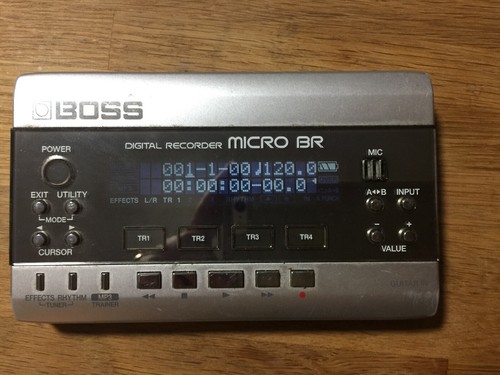 BOSS
DIGITAL RECORDER MICRO BR
POWER
MIC
001-1-00♩120.0
00:00:00-00.0
EFFECTS L/R TR 1
EXIT UTILITY
A↔B INPUT
MODE
CURSOR
- +
VALUE
TR1 TR2 TR3 TR4
EFFECTS RHYTHM MP3
TUNER TRAINER